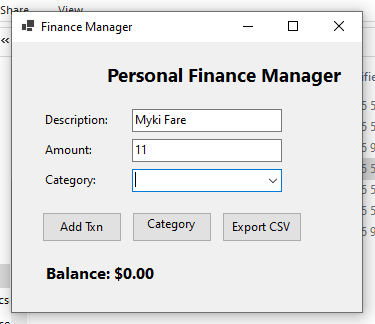 Share View
Finance Manager
Personal Finance Manager
Description: Myki Fare
Amount: 11
Category:
Add Txn Category Export CSV
Balance: $0.00